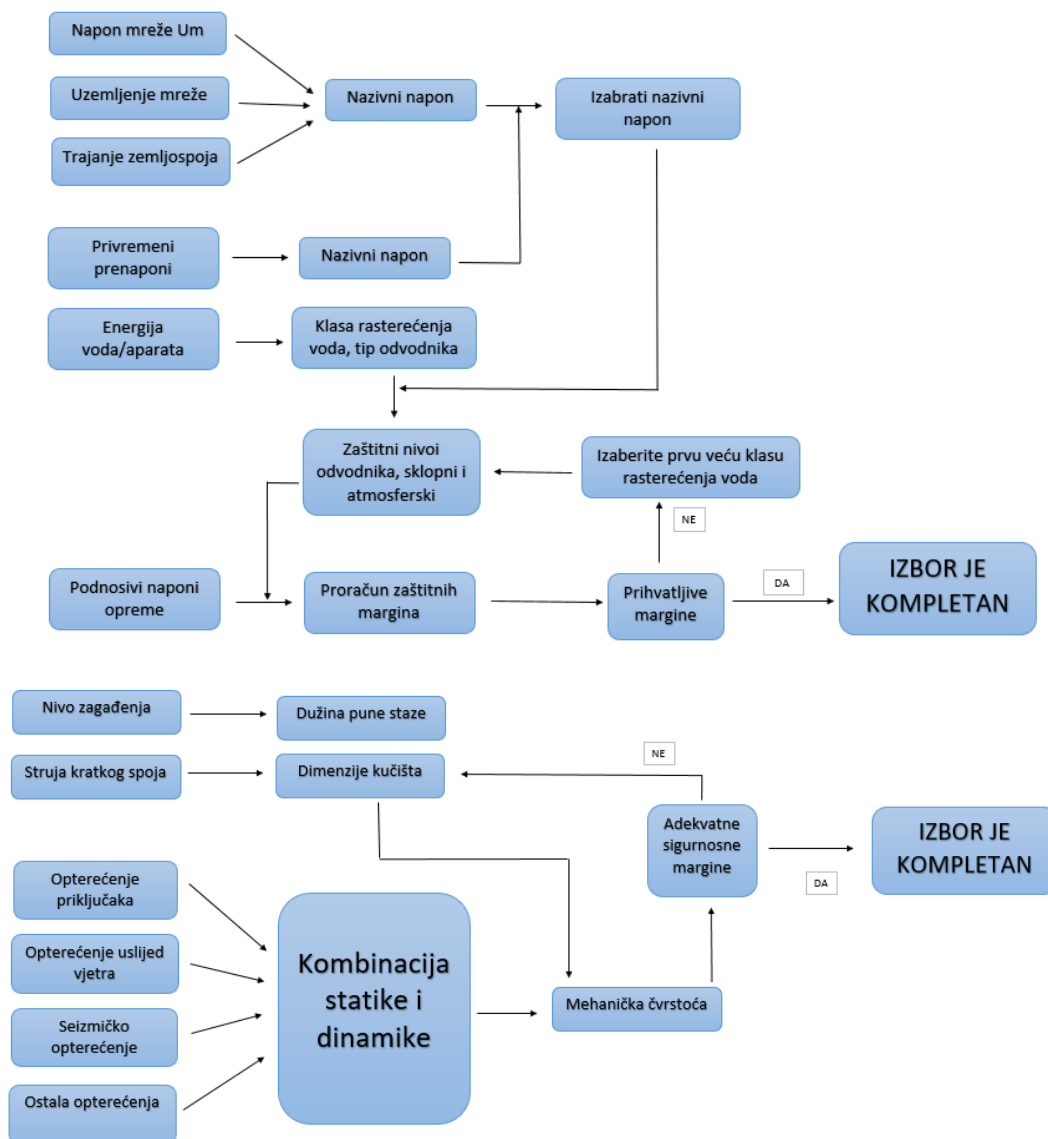 Napon mreže Um
Uzemljenje mreže
Trajanje zemljospoja
Nazivni napon
Izabrati nazivni
napon
Privremeni
prenaponi
Nazivni napon
Energija
voda/aparata
Klasa rasterećenja
voda, tip odvodnika
Zaštitni nivoi
odvodnika, sklopni i
atmosferski
Izaberite prvu veću klasu
rasterećenja voda
NE
Podnosivi naponi
opreme
Proračun zaštitnih
margina
Prihvatljive
margine
DA
IZBOR JE
KOMPLETAN
Nivo zagađenja
Dužina pune staze
Struja kratkog spoja
Dimenzije kučišta
NE
Adekvatne
sigurnosne
margine
DA
IZBOR JE
KOMPLETAN
Opterećenje
priključaka
Opterećenje uslijed
vjetra
Seizmičko
opterećenje
Ostala opterećenja
Kombinacija
statike i
dinamike
Mehanička čvrstoća